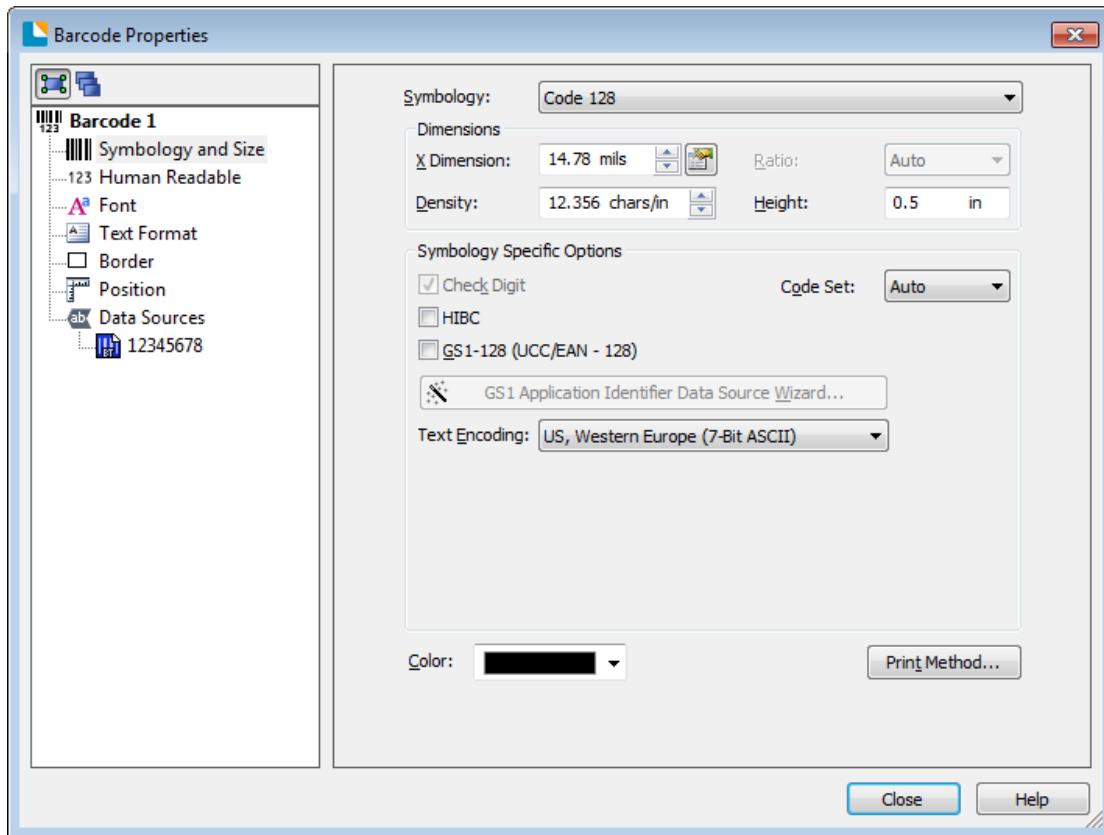 Barcode Properties
Barcode 1
Symbology and Size
123 Human Readable
Font
Text Format
Border
Position
Data Sources
12345678
Symbology: Code 128
Dimensions
X Dimension: 14.78 mils Ratio: Auto
Density: 12.356 chars/in Height: 0.5 in
Symbology Specific Options
Check Digit Code Set: Auto
HIBC
GS1-128 (UCC/EAN - 128)
GS1 Application Identifier Data Source Wizard...
Text Encoding: US, Western Europe (7-Bit ASCII)
Color: Print Method...
Close Help